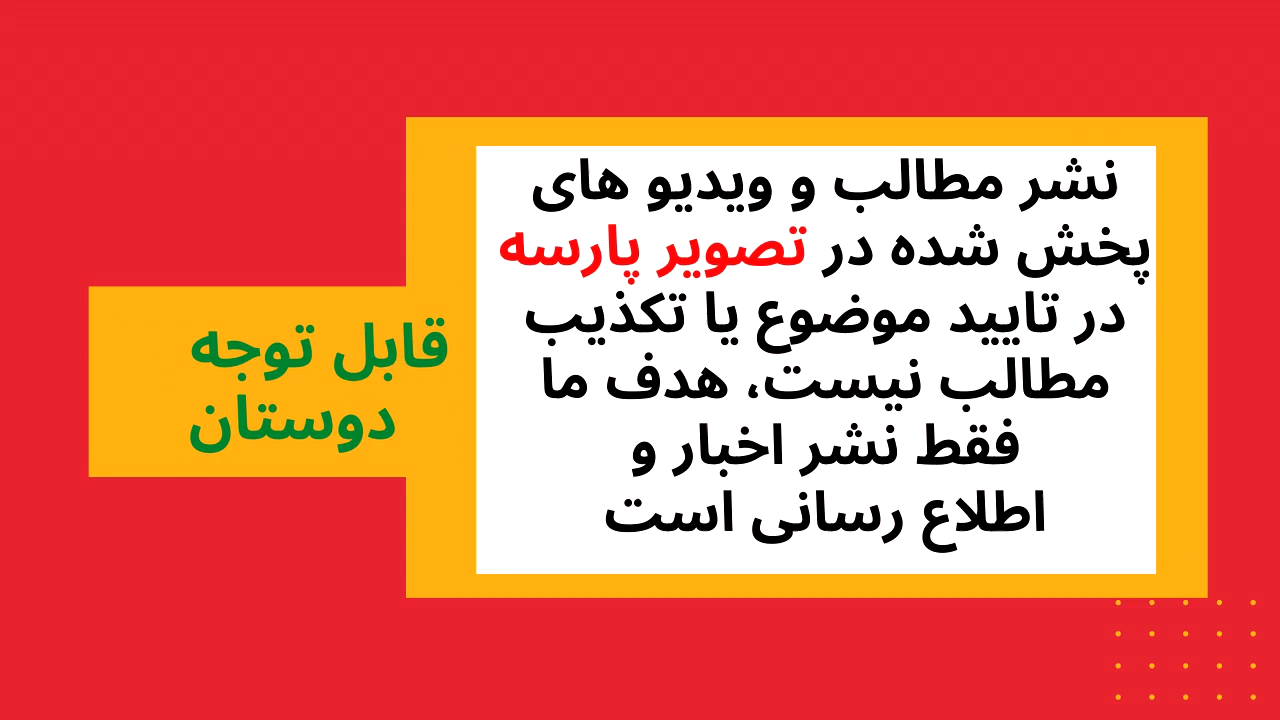 قابل توجه
دوستان
نشر مطالب و ویدیو های
پخش شده در تصویر پارسه
در تایید موضوع یا تکذیب
مطالب نیست، هدف ما
فقط نشر اخبار و
اطلاع رسانی است